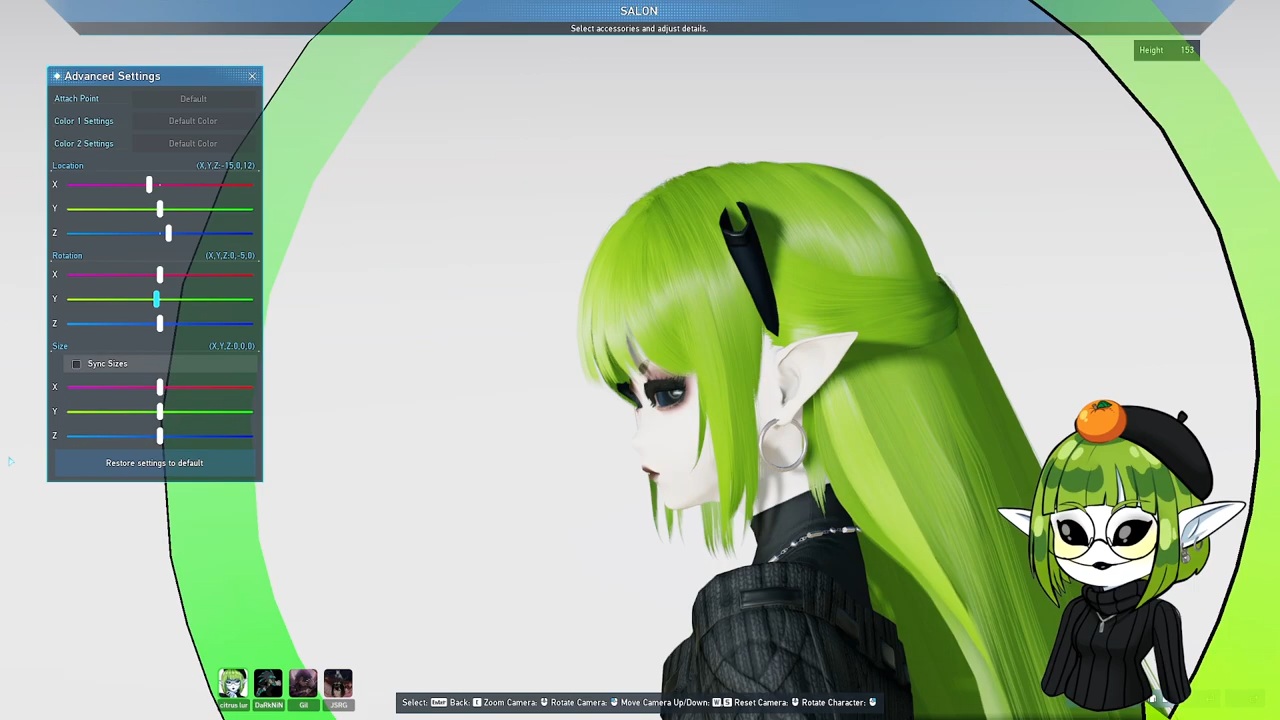 SALON
Select accessories and adjust details.
Height 153
Advanced Settings
Attach Point Default
Color 1 Settings Default Color
Color 2 Settings Default Color
Location (X,Y,Z:-15,0,12)
X
Y
Z
Rotation (X,Y,Z:0,-5,0)
X
Y
Z
Size (X,Y,Z:0,0,0)
Sync Sizes
X
Y
Z
Restore settings to default
citrus lur DaRkNiN Gil JSRG
Select: Enter Back: E Zoom Camera: Rotate Camera: Move Camera Up/Down: W, S Reset Camera: Rotate Character: